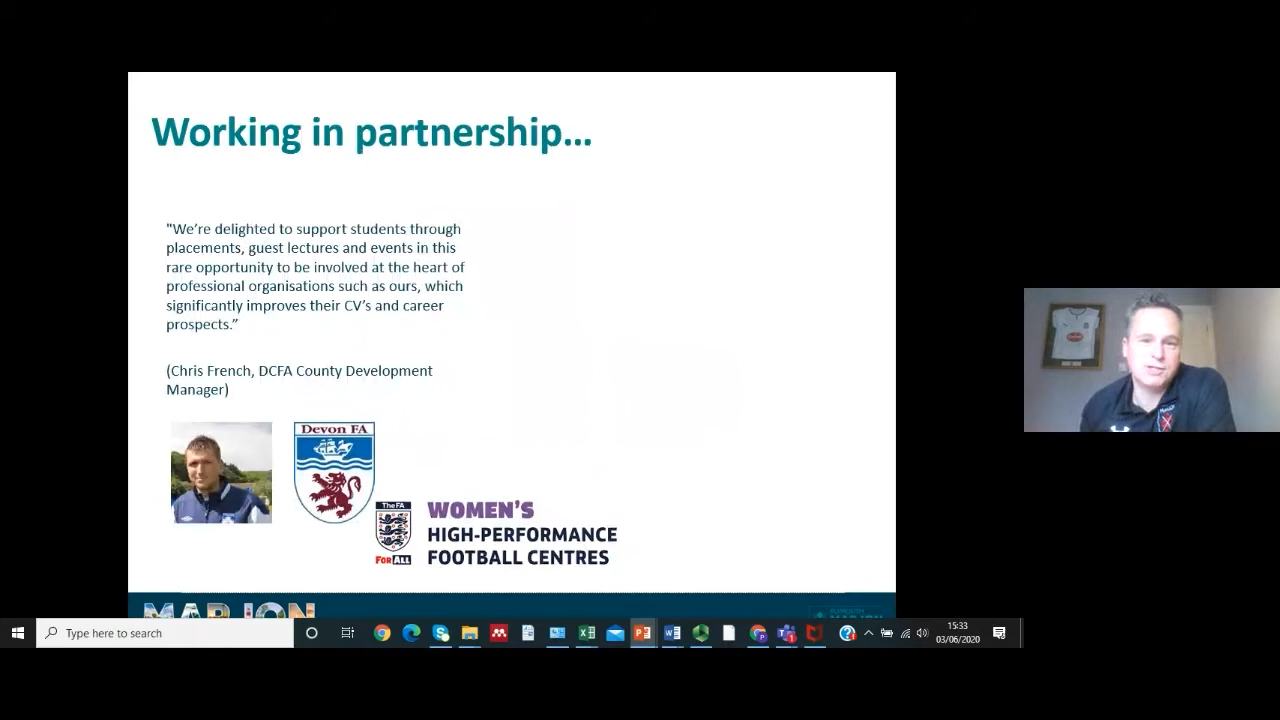 Working in partnership...
"We're delighted to support students through
placements, guest lectures and events in this
rare opportunity to be involved at the heart of
professional organisations such as ours, which
significantly improves their CV's and career
prospects."
(Chris French, DCFA County Development
Manager)
Devon FA
The FA
FOR ALL
WOMEN'S
HIGH-PERFORMANCE
FOOTBALL CENTRES
MARJON
PLYMOUTH
MARJON
Type here to search
15:33
03/06/2020